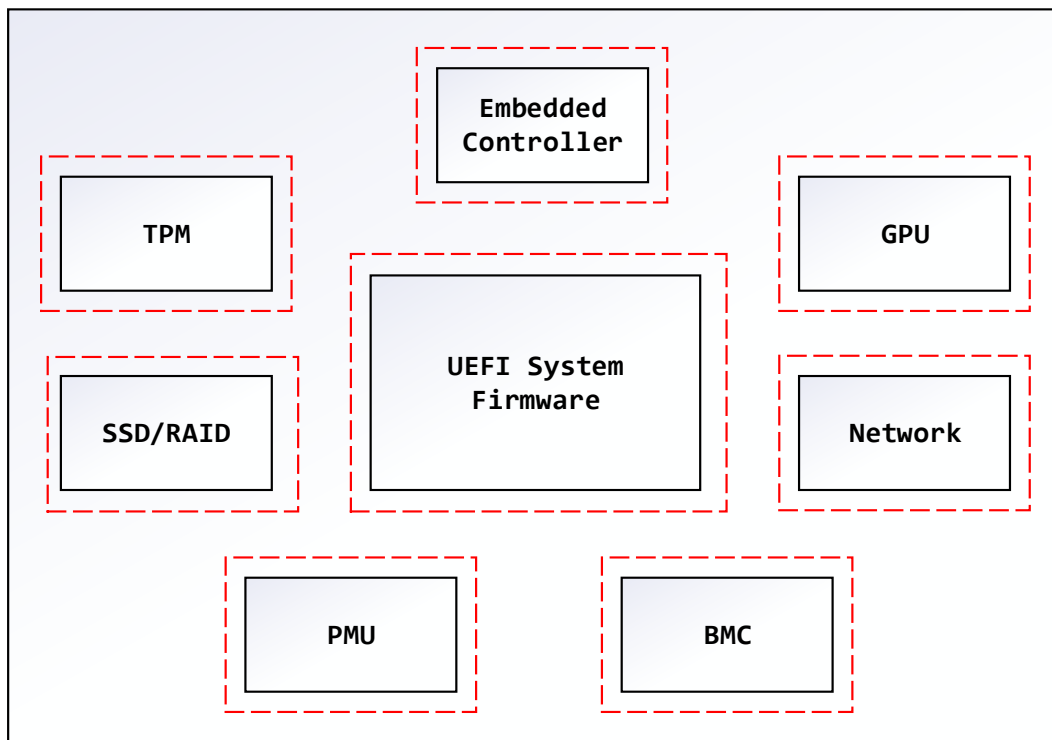 Embedded
Controller
TPM
GPU
UEFI System
Firmware
SSD/RAID
Network
PMU
BMC